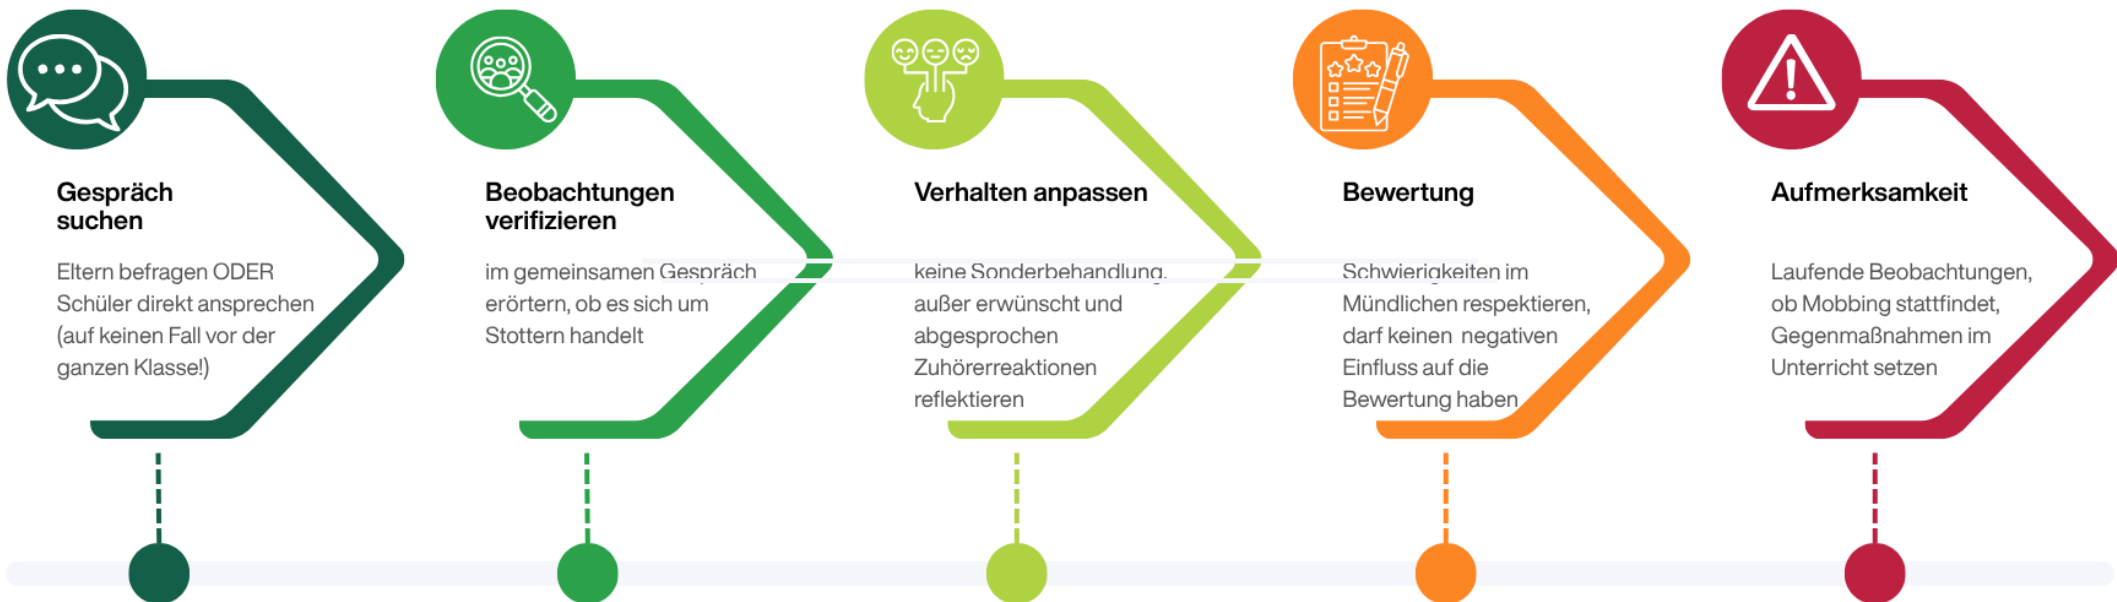 Gespräch
suchen
Eltern befragen ODER
Schüler direkt ansprechen
(auf keinen Fall vor der
ganzen Klasse!)
Beobachtungen
verifizieren
im gemeinsamen Gespräch
erörtern, ob es sich um
Stottern handelt
Verhalten anpassen
keine Sonderbehandlung,
außer erwünscht und
abgesprochen
Zuhörerreaktionen
reflektieren
Bewertung
Schwierigkeiten im
Mündlichen respektieren,
darf keinen negativen
Einfluss auf die
Bewertung haben
Aufmerksamkeit
Laufende Beobachtungen,
ob Mobbing stattfindet,
Gegenmaßnahmen im
Unterricht setzen